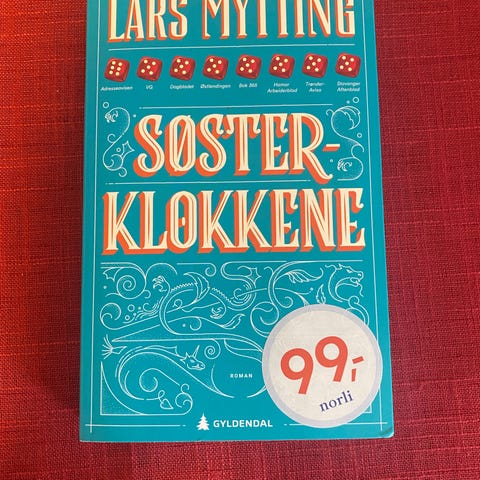 LARS MYTTING
Adresseavisen VG Dagbladet Østlendingen Bok 365 Hamar Arbeiderblad Trønder-Avisa Stavanger Aftenblad
SØSTER-
KLOKKENE
ROMAN
99,-
norli
GYLDENDAL